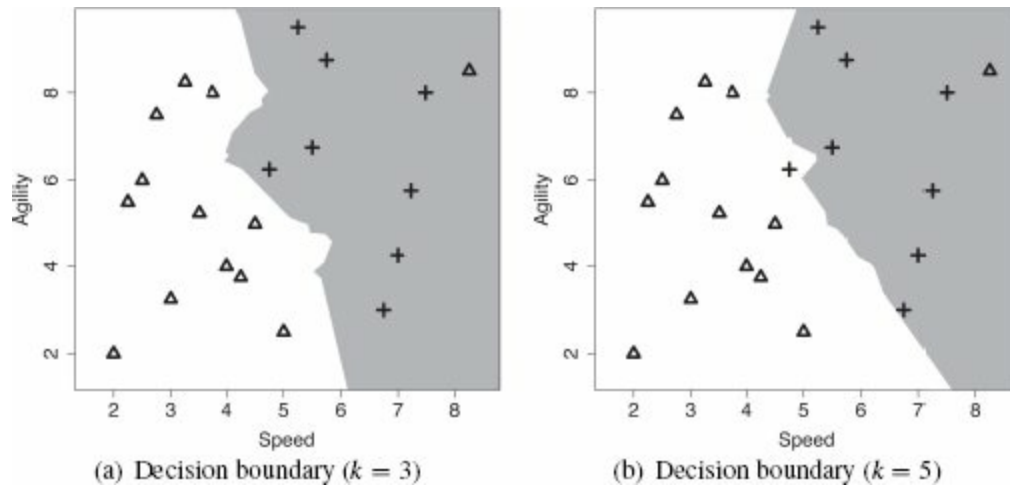 8
6
4
2
Agility
2 3 4 5 6 7 8
Speed
(a) Decision boundary (k = 3)
8
6
4
2
Agility
2 3 4 5 6 7 8
Speed
(b) Decision boundary (k = 5)